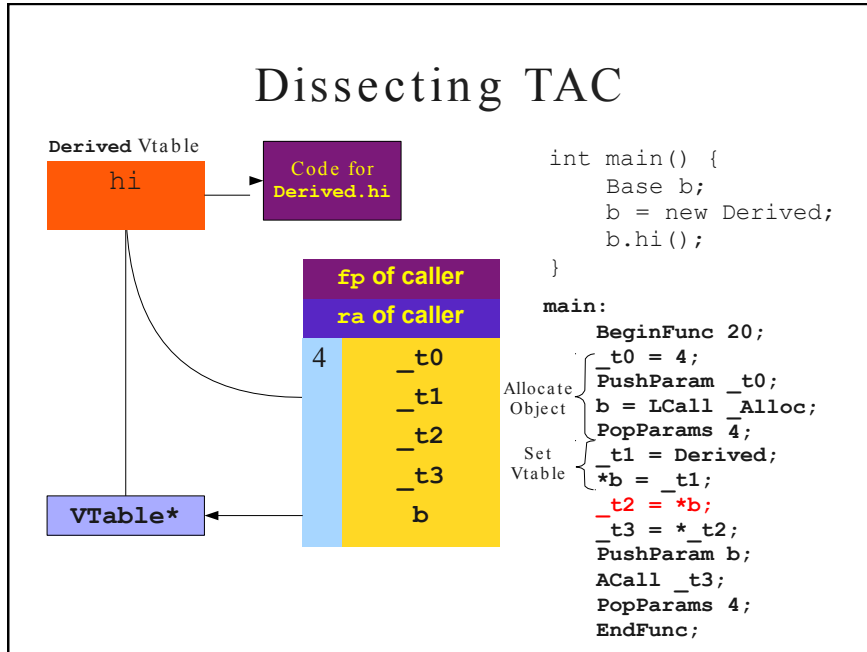 Dissecting TAC
Derived Vtable
hi
Code for
Derived.hi
fp of caller
ra of caller
4 _t0
_t1
_t2
_t3
b
VTable*
int main() {
Base b;
b = new Derived;
b.hi();
}
main:
BeginFunc 20;
_t0 = 4;
PushParam _t0;
b = LCall _Alloc;
PopParams 4;
_t1 = Derived;
*b = _t1;
_t2 = *b;
_t3 = *_t2;
PushParam b;
ACall _t3;
PopParams 4;
EndFunc;
Allocate
Object
Set
Vtable